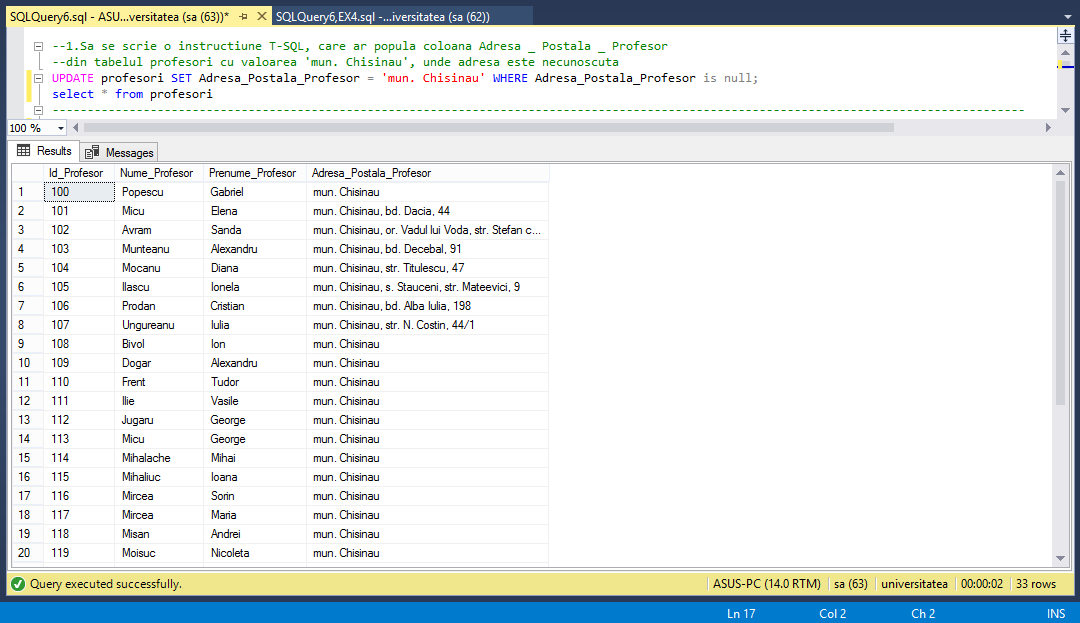 SQLQuery6.sql - ASU...versitatea (sa (63))* SQLQuery6,EX4.sql -...iversitatea (sa (62))
--1.Sa se scrie o instructiune T-SQL, care ar popula coloana Adresa _ Postala _ Profesor
--din tabelul profesori cu valoarea 'mun. Chisinau', unde adresa este necunoscuta
UPDATE profesori SET Adresa_Postala_Profesor = 'mun. Chisinau' WHERE Adresa_Postala_Profesor is null;
select * from profesori
100 %
Results Messages
Id_Profesor Nume_Profesor Prenume_Profesor Adresa_Postala_Profesor
1 100 Popescu Gabriel mun. Chisinau
2 101 Micu Elena mun. Chisinau, bd. Dacia, 44
3 102 Avram Sanda mun. Chisinau, or. Vadul lui Voda, str. Stefan c...
4 103 Munteanu Alexandru mun. Chisinau, bd. Decebal, 91
5 104 Mocanu Diana mun. Chisinau, str. Titulescu, 47
6 105 Ilascu Ionela mun. Chisinau, s. Stauceni, str. Mateevici, 9
7 106 Prodan Cristian mun. Chisinau, bd. Alba Iulia, 198
8 107 Ungureanu Iulia mun. Chisinau, str. N. Costin, 44/1
9 108 Bivol Ion mun. Chisinau
10 109 Dogar Alexandru mun. Chisinau
11 110 Frent Tudor mun. Chisinau
12 111 Ilie Vasile mun. Chisinau
13 112 Jugaru George mun. Chisinau
14 113 Micu George mun. Chisinau
15 114 Mihalache Mihai mun. Chisinau
16 115 Mihaliuc Ioana mun. Chisinau
17 116 Mircea Sorin mun. Chisinau
18 117 Mircea Maria mun. Chisinau
19 118 Misan Andrei mun. Chisinau
20 119 Moisuc Nicoleta mun. Chisinau
Query executed successfully. ASUS-PC (14.0 RTM) sa (63) universitatea 00:00:02 33 rows
Ln 17 Col 2 Ch 2 INS